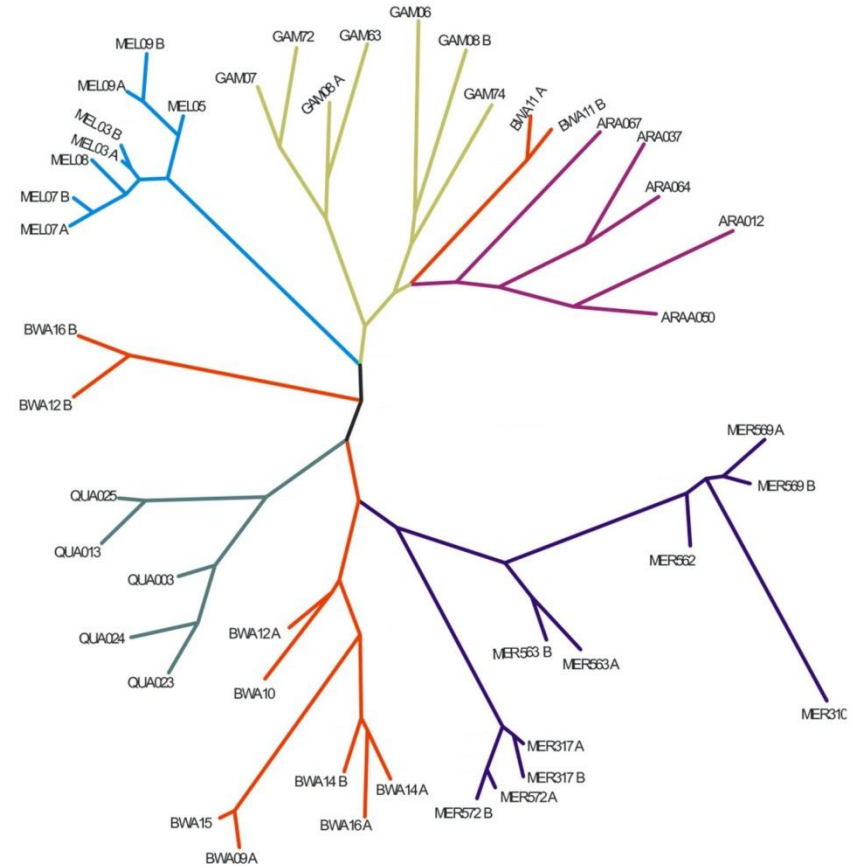 GAM06
MEL09 B
GAM72
GAM63
GAM08 B
GAM07
MEL09 A
GAM08 A
GAM74
MEL05
BWA11 A
BWA11 B
ARA067
MEL03 B
ARA037
MEL03 A
MEL08
ARA064
MEL07 B
ARA012
MEL07 A
ARAA050
BWA16 B
BWA12 B
MER569 A
MER569 B
QUA025
QUA013
MER562
QUA003
BWA12 A
QUA024
MER563 B
MER563 A
QUA023
BWA10
MER310
MER317 A
MER317 B
BWA14 B
BWA14 A
MER572 A
MER572 B
BWA15
BWA16 A
BWA09 A